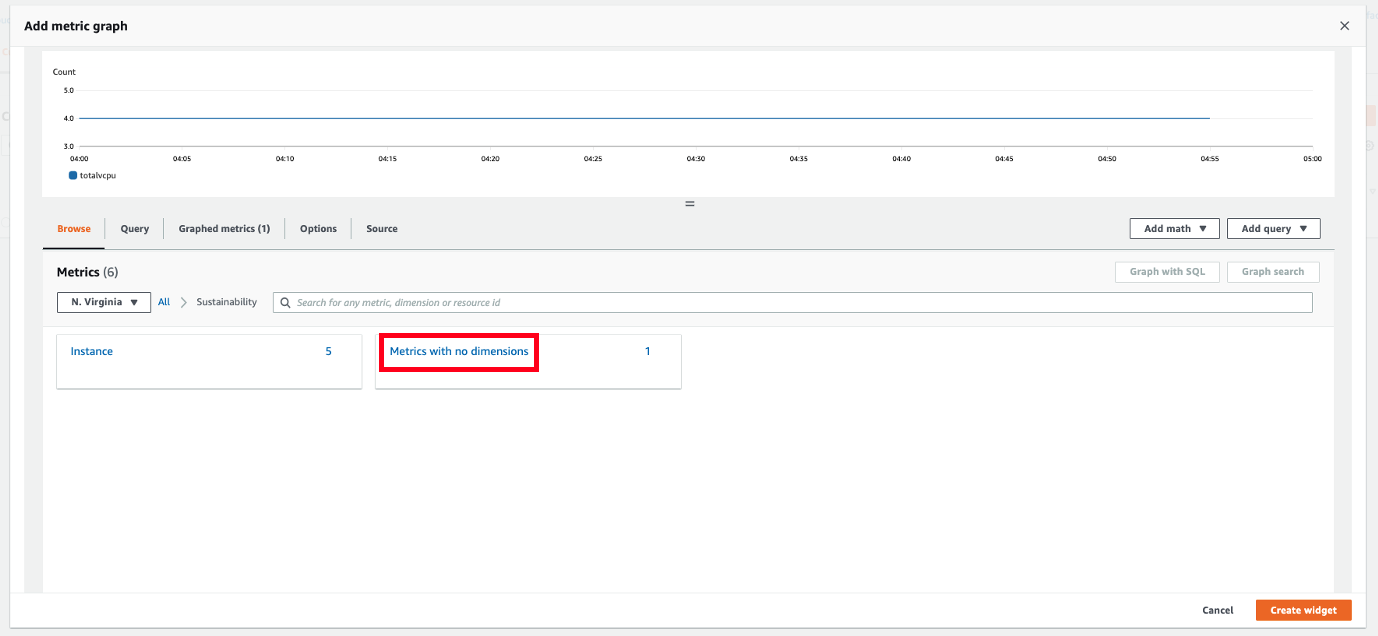 Add metric graph
Count
5.0
4.0
3.0
04:00 04:05 04:10 04:15 04:20 04:25 04:30 04:35 04:40 04:45 04:50 04:55 05:00
totalvcpu
Browse Query Graphed metrics (1) Options Source Add math Add query
Metrics (6) Graph with SQL Graph search
N. Virginia All Sustainability Search for any metric, dimension or resource id
Instance 5 Metrics with no dimensions 1
Cancel Create widget